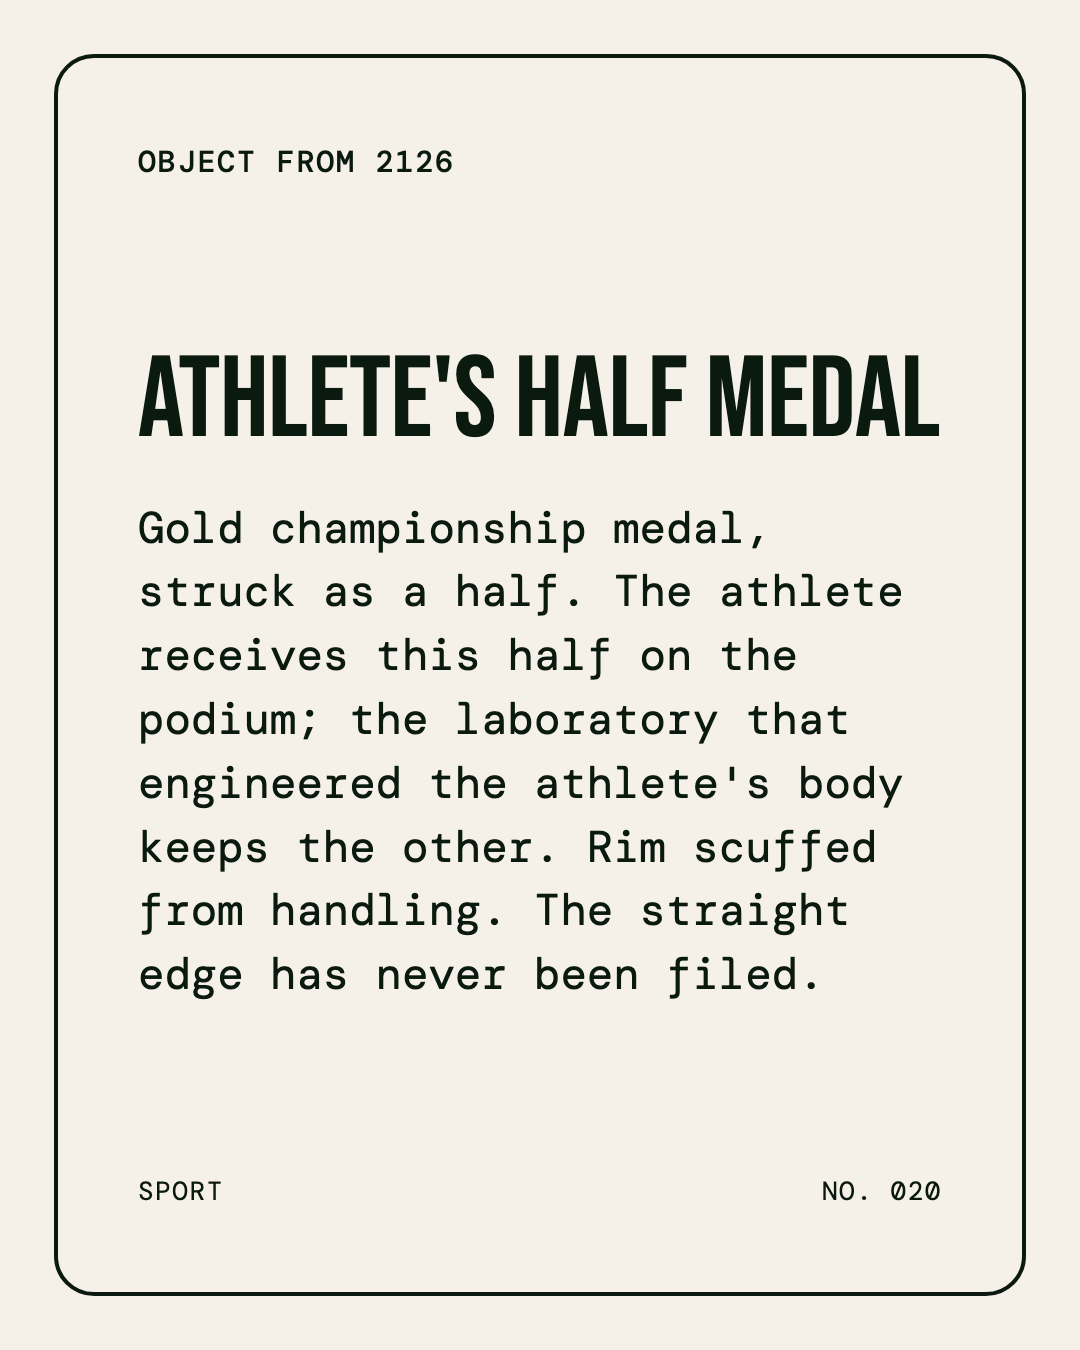 OBJECT FROM 2126
ATHLETE'S HALF MEDAL
Gold championship medal,
struck as a half. The athlete
receives this half on the
podium; the laboratory that
engineered the athlete's body
keeps the other. Rim scuffed
from handling. The straight
edge has never been filed.
SPORT
NO. 020